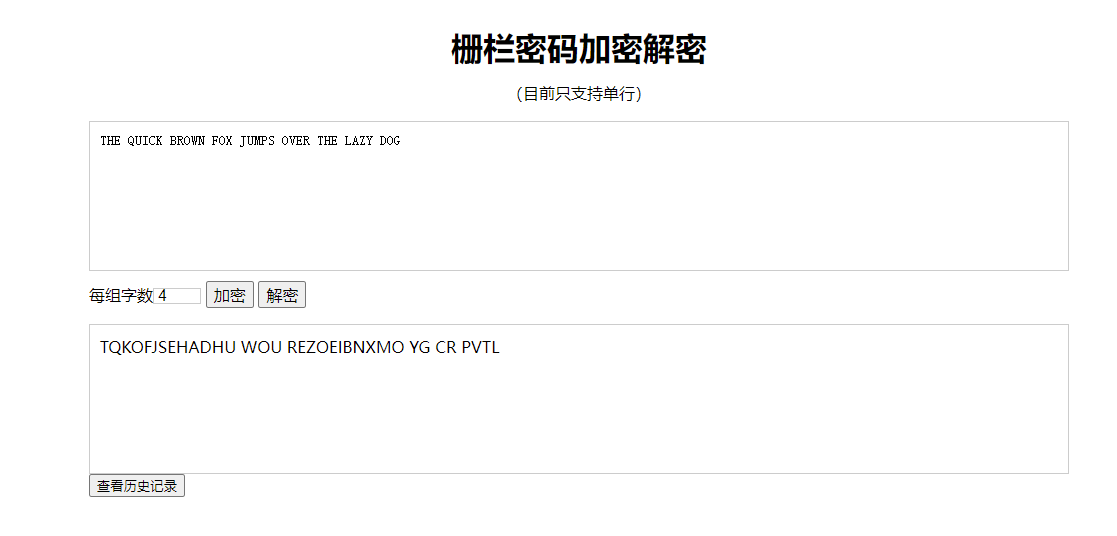 栅栏密码加密解密
（目前只支持单行）
THE QUICK BROWN FOX JUMPS OVER THE LAZY DOG
每组字数 4 加密 解密
TQKOFJSEHADHU WOU REZOEIBNXMO YG CR PVTL
查看历史记录